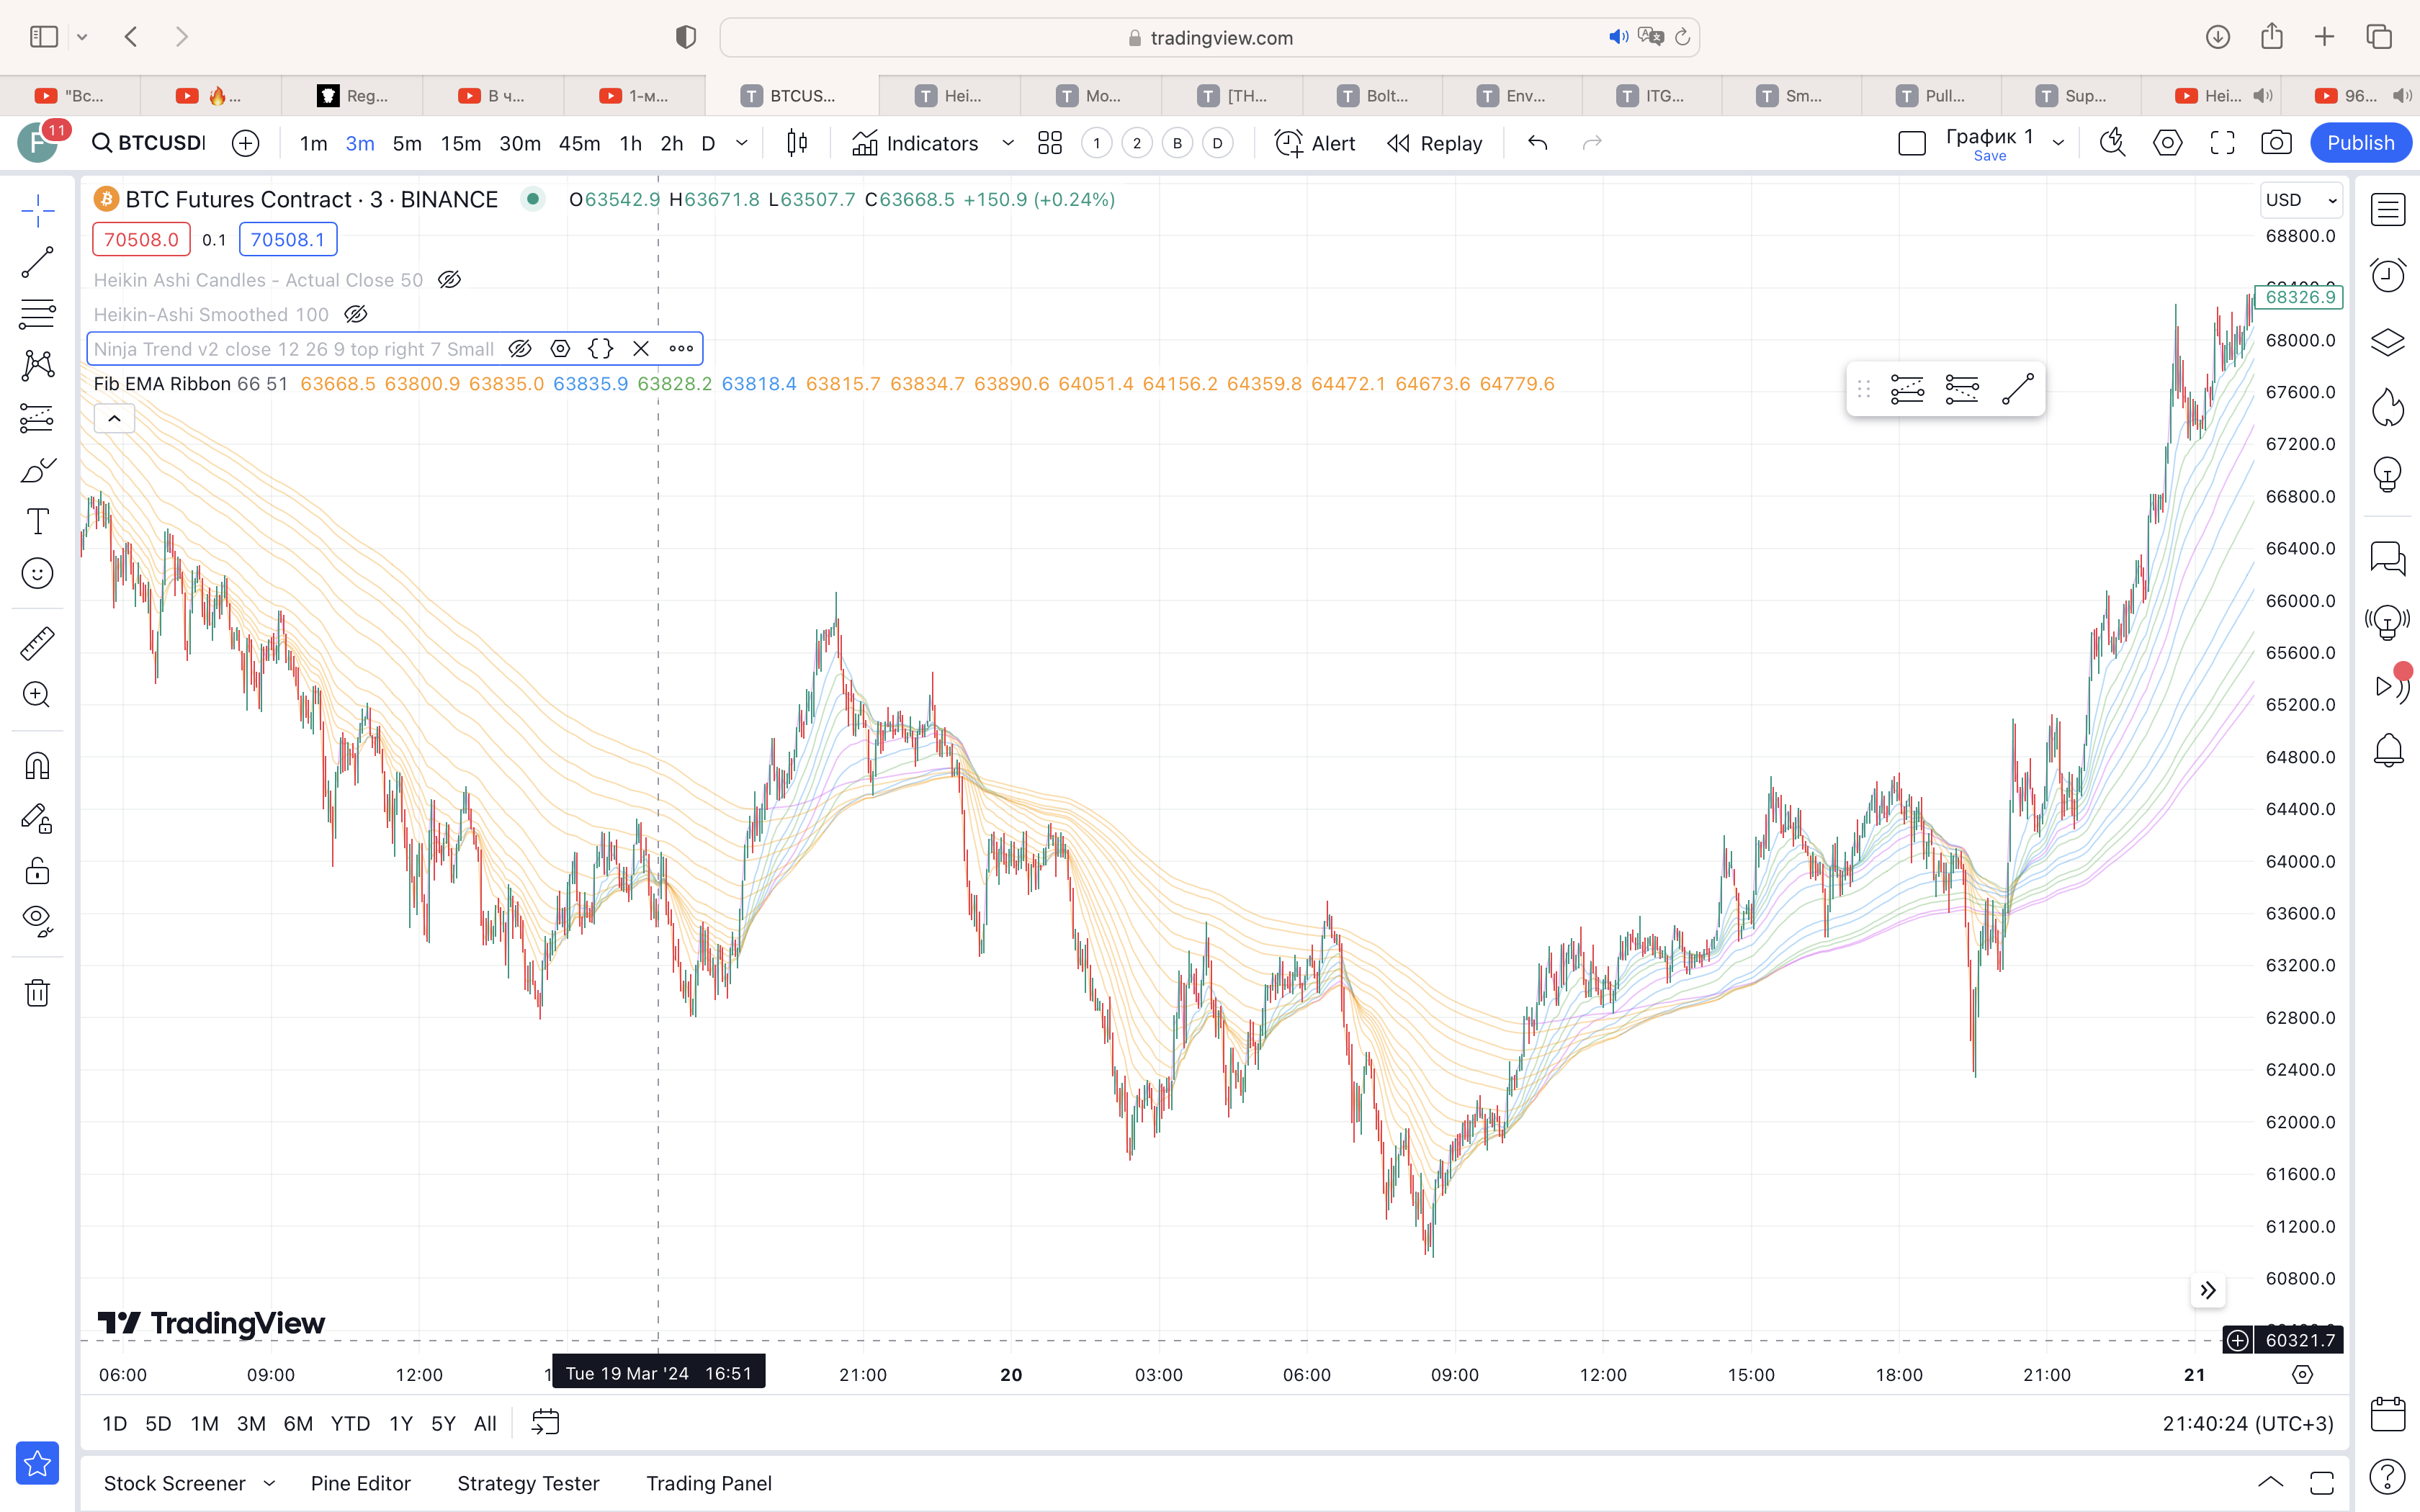 tradingview.com
"Вс...
🔥...
Reg...
В ч...
1-м...
BTCUS...
Hei...
Mo...
[TH...
Bolt...
Env...
ITG...
Sm...
Pull...
Sup...
Hei...
96...
F 11
BTCUSD
1m 3m 5m 15m 30m 45m 1h 2h D
Indicators
1 2 B D
Alert
Replay
График 1
Save
Publish
BTC Futures Contract · 3 · BINANCE
O63542.9 H63671.8 L63507.7 C63668.5 +150.9 (+0.24%)
USD
70508.0 0.1 70508.1
Heikin Ashi Candles - Actual Close 50
Heikin-Ashi Smoothed 100
Ninja Trend v2 close 12 26 9 top right 7 Small
Fib EMA Ribbon 66 51 63668.5 63800.9 63835.0 63835.9 63828.2 63818.4 63815.7 63834.7 63890.6 64051.4 64156.2 64359.8 64472.1 64673.6 64779.6
68800.0
68326.9
68000.0
67600.0
67200.0
66800.0
66400.0
66000.0
65600.0
65200.0
64800.0
64400.0
64000.0
63600.0
63200.0
62800.0
62400.0
62000.0
61600.0
61200.0
60800.0
60321.7
TradingView
06:00 09:00 12:00 Tue 19 Mar '24 16:51 21:00 20 03:00 06:00 09:00 12:00 15:00 18:00 21:00 21
1D 5D 1M 3M 6M YTD 1Y 5Y All
21:40:24 (UTC+3)
Stock Screener Pine Editor Strategy Tester Trading Panel